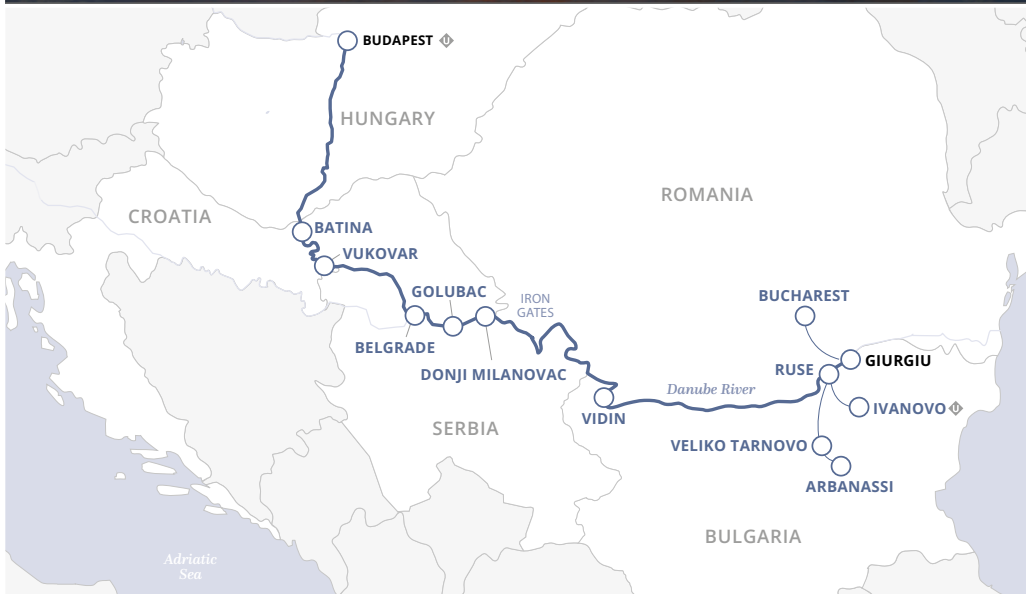 BUDAPEST
HUNGARY
ROMANIA
CROATIA
BATINA
VUKOVAR
GOLUBAC
IRON
GATES
BUCHAREST
BELGRADE
DONJI MILANOVAC
GIURGIU
RUSE
Danube River
VIDIN
IVANOVO
SERBIA
VELIKO TARNOVO
ARBANASSI
BULGARIA
Adriatic
Sea